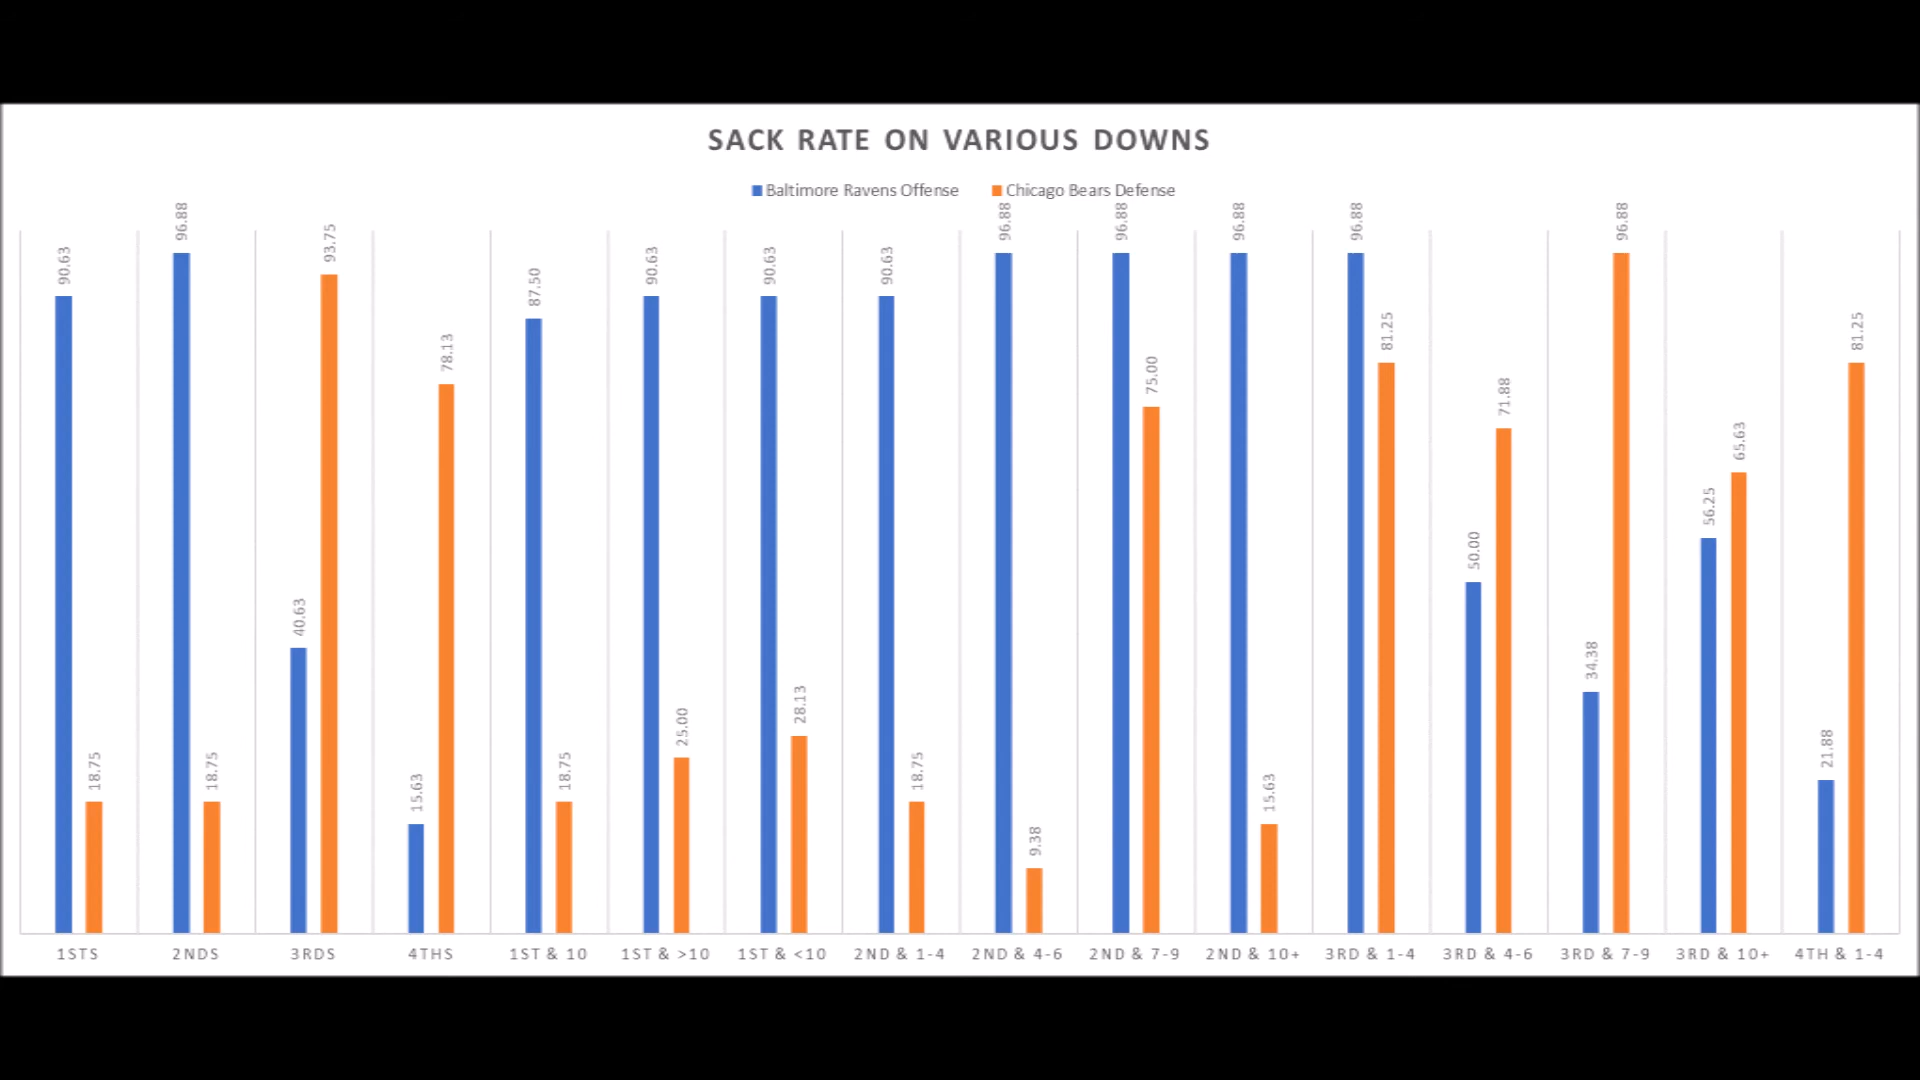 SACK RATE ON VARIOUS DOWNS
Baltimore Ravens Offense Chicago Bears Defense
90.63 18.75 96.88 18.75 40.63 93.75 15.63 78.13 87.50 18.75 90.63 25.00 90.63 28.13 90.63 18.75 96.88 9.38 96.88 75.00 96.88 15.63 96.88 81.25 50.00 71.88 34.38 96.88 56.25 65.63 21.88 81.25
1STS 2NDS 3RDS 4THS 1ST & 10 1ST & >10 1ST & <10 2ND & 1-4 2ND & 4-6 2ND & 7-9 2ND & 10+ 3RD & 1-4 3RD & 4-6 3RD & 7-9 3RD & 10+ 4TH & 1-4